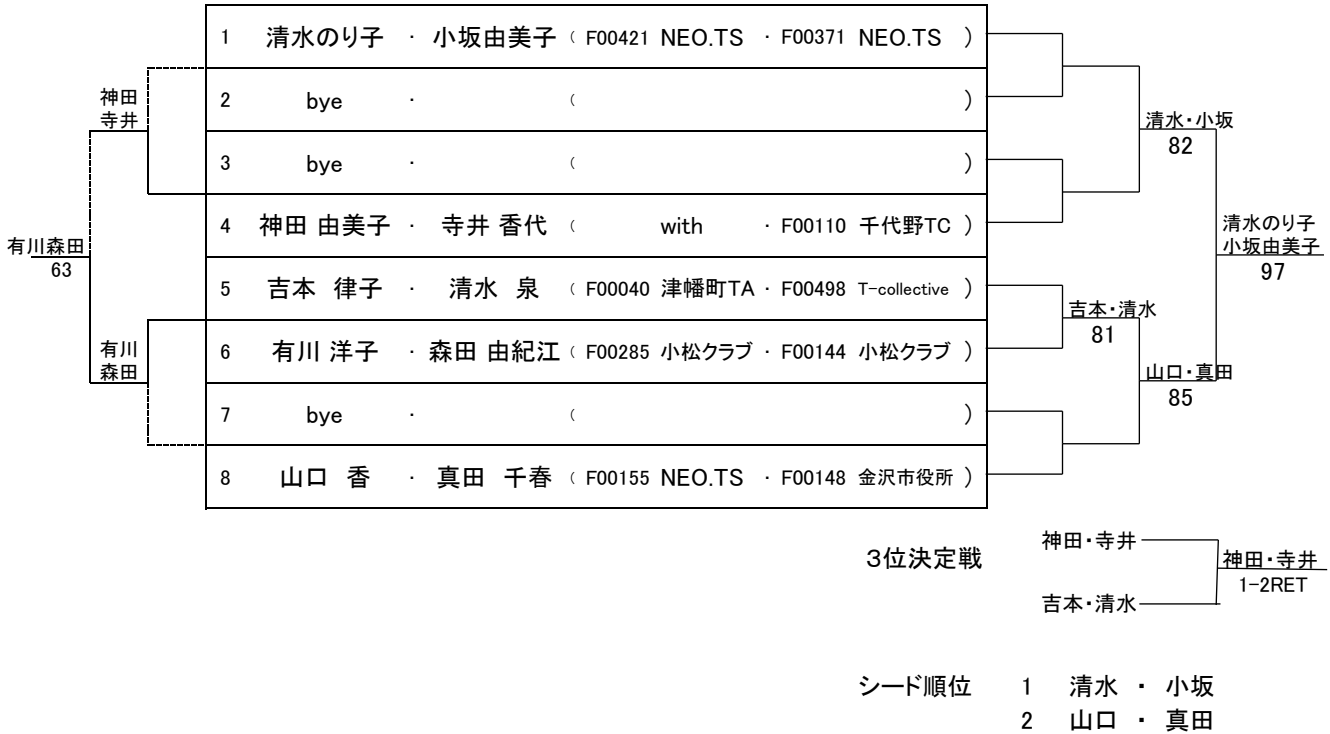 1 清水のり子 ・ 小坂由美子 ( F00421 NEO.TS ・ F00371 NEO.TS )
神田
寺井
2 bye ・ ( )
清水・小坂
82
3 bye ・ ( )
4 神田 由美子 ・ 寺井 香代 ( with ・ F00110 千代野TC )
有川森田
63
清水のり子
小坂由美子
97
5 吉本 律子 ・ 清水 泉 ( F00040 津幡町TA ・ F00498 T-collective )
吉本・清水
81
有川
森田
6 有川 洋子 ・ 森田 由紀江 ( F00285 小松クラブ ・ F00144 小松クラブ )
山口・真田
85
7 bye ・ ( )
8 山口 香 ・ 真田 千春 ( F00155 NEO.TS ・ F00148 金沢市役所 )
3位決定戦
神田・寺井
吉本・清水
神田・寺井
1-2RET
シード順位 1 清水 ・ 小坂
2 山口 ・ 真田